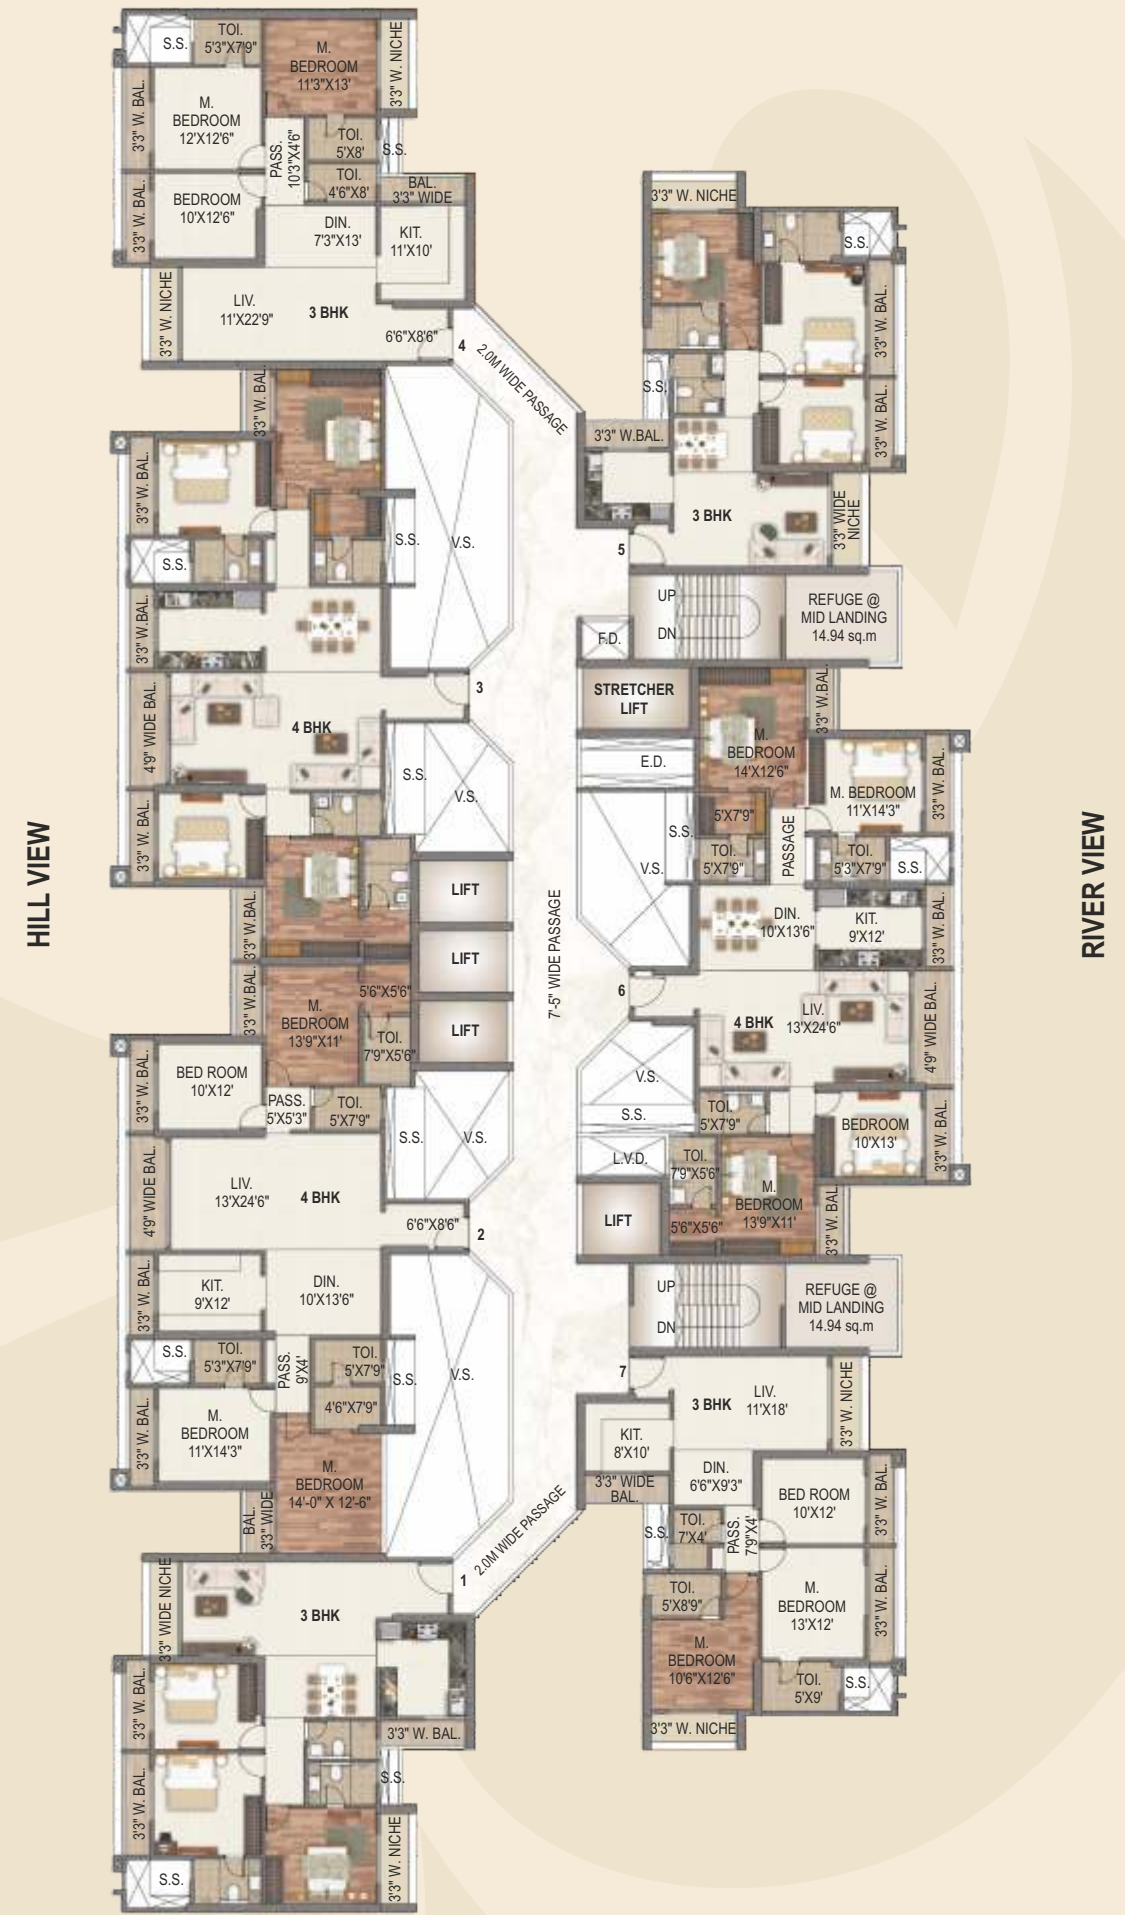 HILL VIEW
RIVER VIEW
S.S.
TOI.
5'3"X7'9"
M.
BEDROOM
11'3"X13'
3'3" W. NICHE
3'3" W. BAL.
M.
BEDROOM
12'X12'6"
PASS.
10'3"X4'6"
TOI.
5'X8'
S.S.
TOI.
4'6"X8'
BAL.
3'3" WIDE
3'3" W. BAL.
BEDROOM
10'X12'6"
DIN.
7'3"X13'
KIT.
11'X10'
3'3" W. NICHE
LIV.
11'X22'9"
3 BHK
6'6"X8'6"
4
2.0M WIDE PASSAGE
3'3" W. BAL.
3'3" W. BAL.
S.S.
S.S.
V.S.
3'3" W.BAL.
3
4'9" WIDE BAL.
4 BHK
S.S.
V.S.
3'3" W. BAL.
LIFT
3'3" W. BAL.
LIFT
LIFT
7'-5" WIDE PASSAGE
3'3" W.BAL.
M.
BEDROOM
13'9"X11'
5'6"X5'6"
TOI.
7'9"X5'6"
3'3" W. BAL.
BED ROOM
10'X12'
PASS.
5'X5'3"
TOI.
5'X7'9"
S.S.
V.S.
4'9" WIDE BAL.
LIV.
13'X24'6"
4 BHK
6'6"X8'6"
2
3'3" W. BAL.
KIT.
9'X12'
DIN.
10'X13'6"
S.S.
TOI.
5'3"X7'9"
PASS.
9'X4'
TOI.
5'X7'9"
S.S.
V.S.
4'6"X7'9"
3'3" W. BAL.
M.
BEDROOM
11'X14'3"
M.
BEDROOM
14'-0" X 12'-6"
BAL.
3'3" WIDE
2.0M WIDE PASSAGE
1
3'3" WIDE NICHE
3 BHK
3'3" W. BAL.
3'3" W. BAL.
3'3" W. BAL.
S.S.
S.S.
3'3" W. NICHE
3'3" W. NICHE
S.S.
3'3" W. BAL.
S.S.
3'3" W. BAL.
3'3" W.BAL.
3 BHK
3'3" WIDE
NICHE
5
UP
DN
REFUGE @
MID LANDING
14.94 sq.m
F.D.
STRETCHER
LIFT
3'3" W.BAL.
M.
BEDROOM
14'X12'6"
E.D.
M. BEDROOM
11'X14'3"
3'3" W. BAL.
5'X7'9"
S.S.
V.S.
TOI.
5'X7'9"
PASSAGE
TOI.
5'3"X7'9"
S.S.
DIN.
10'X13'6"
KIT.
9'X12'
3'3" W. BAL.
6
4 BHK
LIV.
13'X24'6"
4'9" WIDE BAL.
V.S.
S.S.
TOI.
5'X7'9"
BEDROOM
10'X13'
3'3" W. BAL.
L.V.D.
TOI.
7'9"X5'6"
M.
BEDROOM
13'9"X11'
LIFT
5'6"X5'6"
3'3" W. BAL.
UP
DN
REFUGE @
MID LANDING
14.94 sq.m
7
3 BHK
LIV.
11'X18'
3'3" W. NICHE
KIT.
8'X10'
DIN.
6'6"X9'3"
3'3" WIDE
BAL.
BED ROOM
10'X12'
3'3" W. BAL.
S.S.
TOI.
7'X4'
PASS.
7'9"X4'
TOI.
5'X8'9"
M.
BEDROOM
13'X12'
3'3" W. BAL.
M.
BEDROOM
10'6"X12'6"
TOI.
5'X9'
S.S.
3'3" W. NICHE